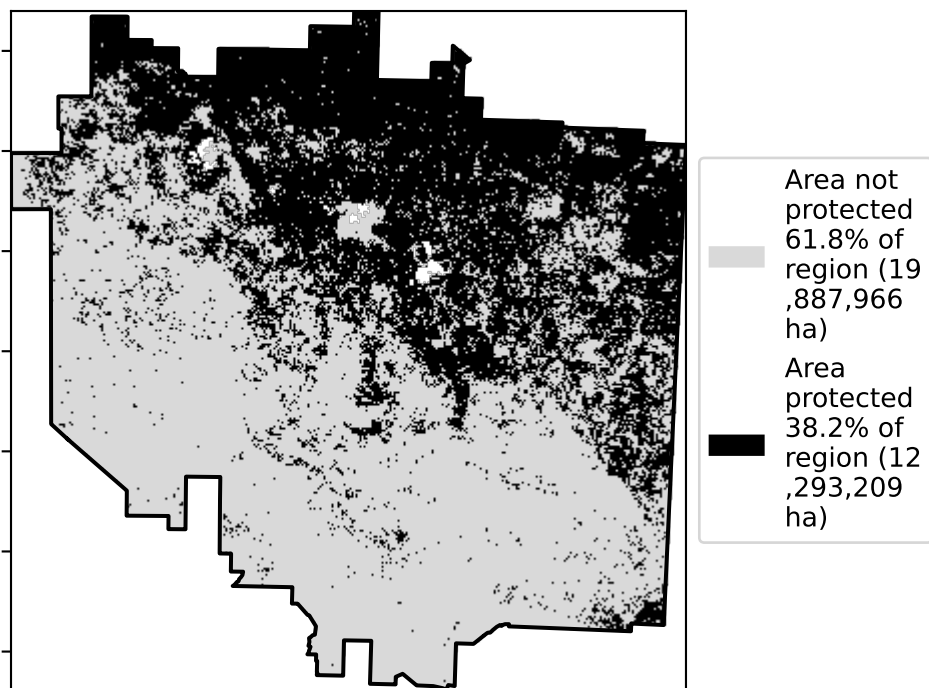 Area not
protected
61.8% of
region (19
,887,966
ha)
Area
protected
38.2% of
region (12
,293,209
ha)